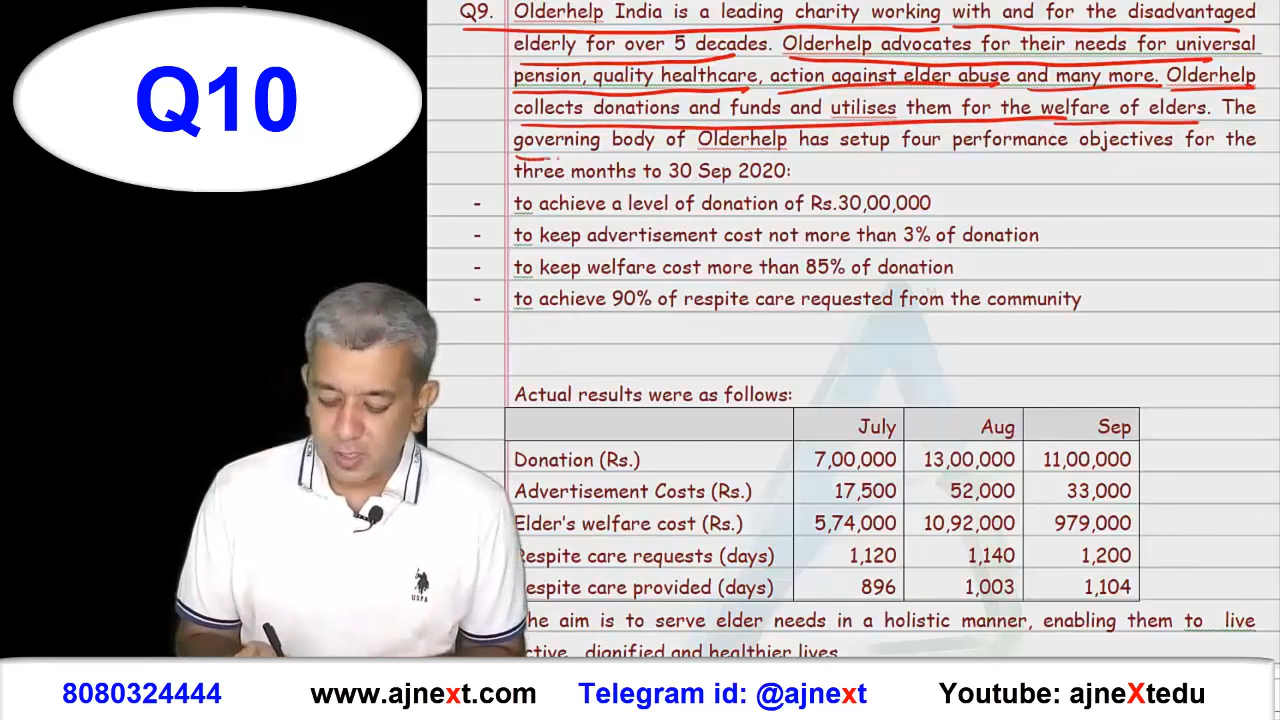 Q10
Q9. Olderhelp India is a leading charity working with and for the disadvantaged
elderly for over 5 decades. Olderhelp advocates for their needs for universal
pension, quality healthcare, action against elder abuse and many more. Olderhelp
collects donations and funds and utilises them for the welfare of elders. The
governing body of Olderhelp has setup four performance objectives for the
three months to 30 Sep 2020:
- to achieve a level of donation of Rs.30,00,000
- to keep advertisement cost not more than 3% of donation
- to keep welfare cost more than 85% of donation
- to achieve 90% of respite care requested from the community
Actual results were as follows:
July Aug Sep
Donation (Rs.) 7,00,000 13,00,000 11,00,000
Advertisement Costs (Rs.) 17,500 52,000 33,000
Elder's welfare cost (Rs.) 5,74,000 10,92,000 979,000
Respite care requests (days) 1,120 1,140 1,200
espite care provided (days) 896 1,003 1,104
he aim is to serve elder needs in a holistic manner, enabling them to live
ctive, dignified and healthier lives
USPA
8080324444 www.ajnext.com Telegram id: @ajnext Youtube: ajneXtedu